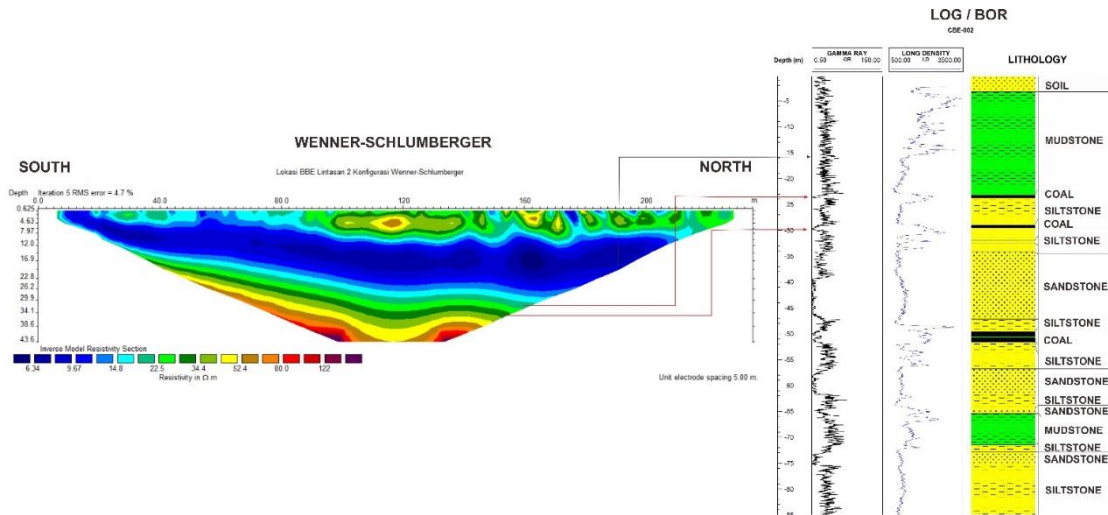 LOG / BOR
CBE-002
Depth (m)
GAMMA RAY
0.50 GR 150.00
LONG DENSITY
500.00 LD 3500.00
LITHOLOGY
WENNER-SCHLUMBERGER
SOUTH
NORTH
Lokasi BBE Lintasan 2 Konfigurasi Wenner-Schlumberger
Depth Iteration 5 RMS error = 4.7 %
0.0 40.0 80.0 120 160 200 m.
0.625
4.63
7.97
12.0
16.9
22.8
26.2
29.9
34.1
38.6
43.6
Inverse Model Resistivity Section
6.34 9.67 14.8 22.5 34.4 52.4 80.0 122
Resistivity in Ω.m
Unit electrode spacing 5.00 m.
-5
-10
-15
-20
-25
-30
-35
-40
-45
-50
-55
-60
-65
-70
-75
-80
-85
SOIL
MUDSTONE
COAL
SILTSTONE
COAL
SILTSTONE
SANDSTONE
SILTSTONE
COAL
SILTSTONE
SANDSTONE
SILTSTONE
SANDSTONE
MUDSTONE
SILTSTONE
SANDSTONE
SILTSTONE